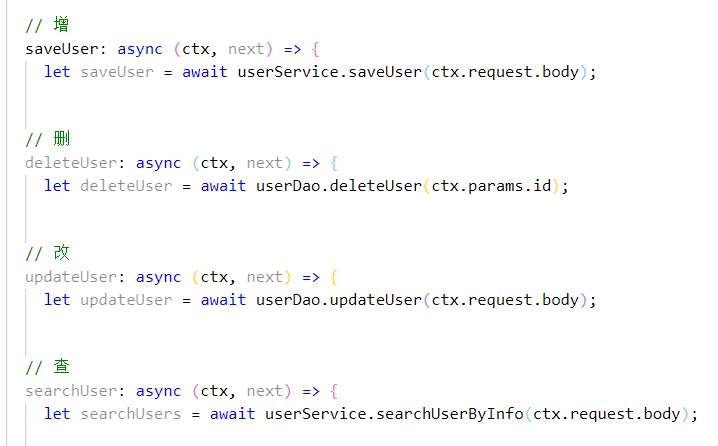 // 增
saveUser: async (ctx, next) => {
let saveUser = await userService.saveUser(ctx.request.body);
// 删
deleteUser: async (ctx, next) => {
let deleteUser = await userDao.deleteUser(ctx.params.id);
// 改
updateUser: async (ctx, next) => {
let updateUser = await userDao.updateUser(ctx.request.body);
// 查
searchUser: async (ctx, next) => {
let searchUsers = await userService.searchUserByInfo(ctx.request.body);